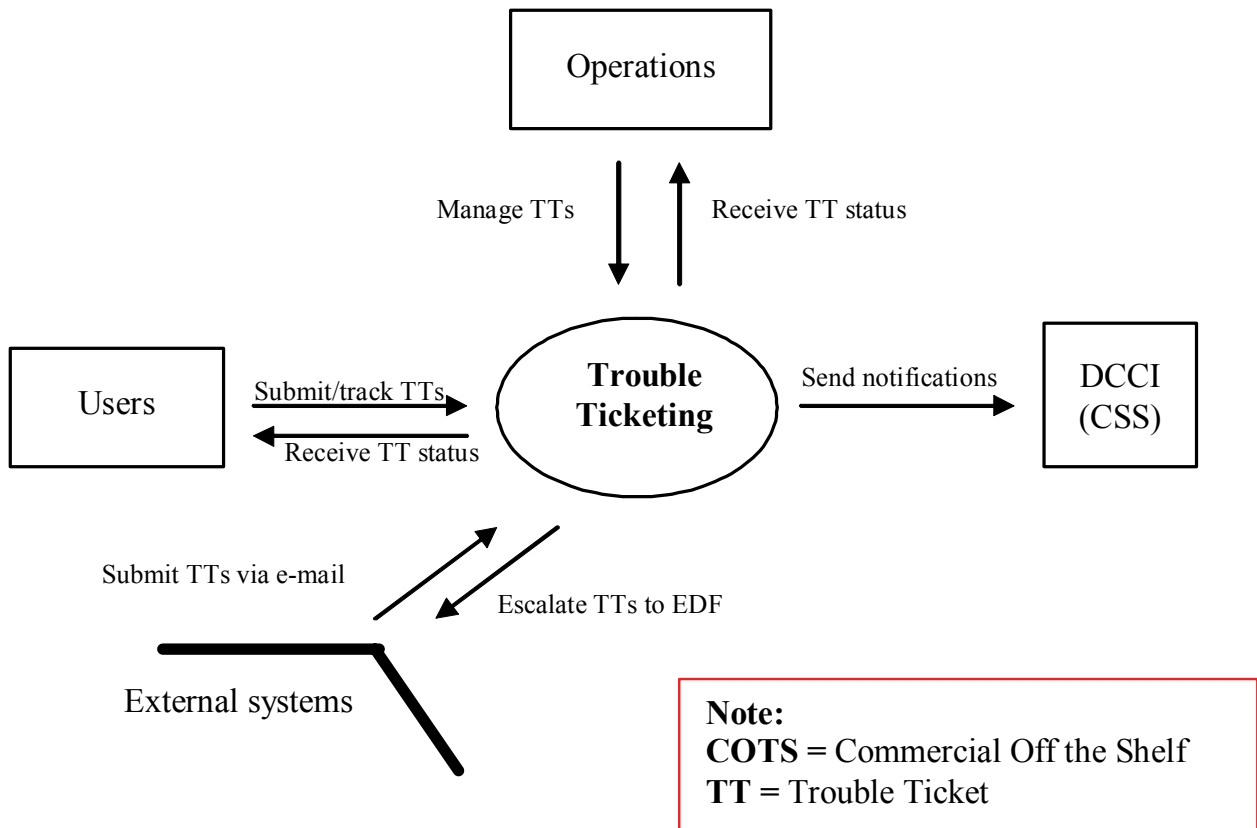 Operations
Manage TTs
Receive TT status
Users
Submit/track TTs
Receive TT status
Trouble
Ticketing
Send notifications
DCCI
(CSS)
Submit TTs via e-mail
Escalate TTs to EDF
External systems
Note:
COTS = Commercial Off the Shelf
TT = Trouble Ticket